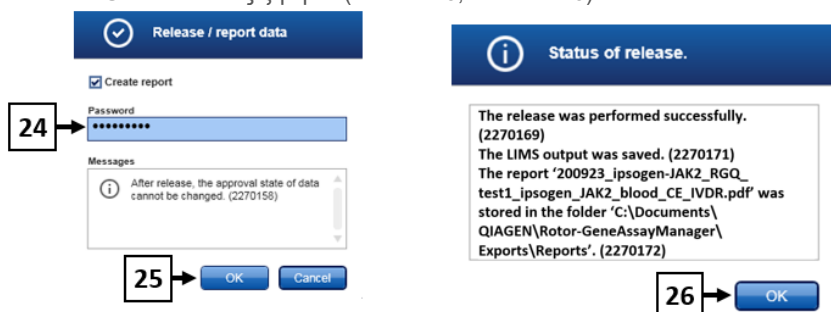 Release / report data
Create report
Password
24
•••••••••
Messages
After release, the approval state of data
cannot be changed. (2270158)
25
OK
Cancel
Status of release.
The release was performed successfully.
(2270169)
The LIMS output was saved. (2270171)
The report ‘200923_ipsogen-JAK2_RGQ_
test1_ipsogen_JAK2_blood_CE_IVDR.pdf’ was
stored in the folder ‘C:\Documents\
QIAGEN\Rotor-GeneAssayManager\
Exports\Reports’. (2270172)
26
OK